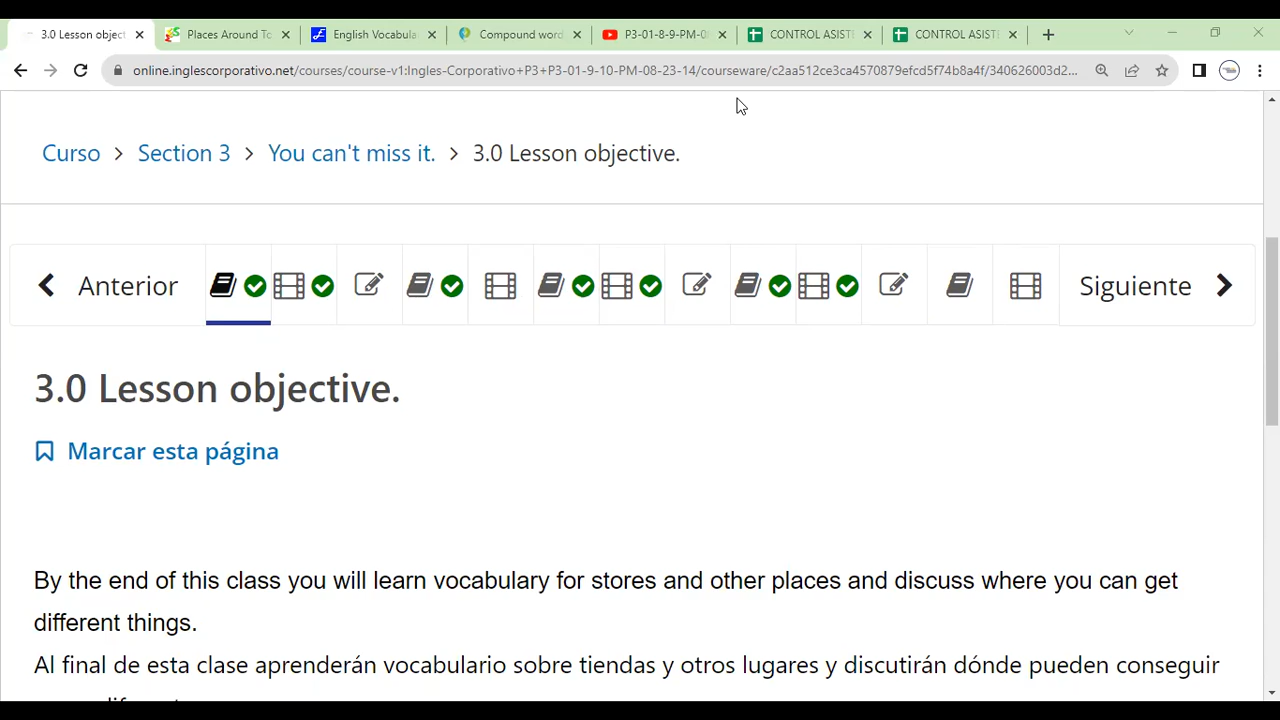 3.0 Lesson object
Places Around To
English Vocabula
Compound word
P3-01-8-9-PM-0
CONTROL ASIST
CONTROL ASIST
online.inglescorporativo.net/courses/course-v1:Ingles-Corporativo+P3+P3-01-9-10-PM-08-23-14/courseware/c2aa512ce3ca4570879efcd5f74b8a4f/340626003d2...
Curso > Section 3 > You can't miss it. > 3.0 Lesson objective.
Anterior
Siguiente
3.0 Lesson objective.
Marcar esta página
By the end of this class you will learn vocabulary for stores and other places and discuss where you can get
different things.
Al final de esta clase aprenderán vocabulario sobre tiendas y otros lugares y discutirán dónde pueden conseguir